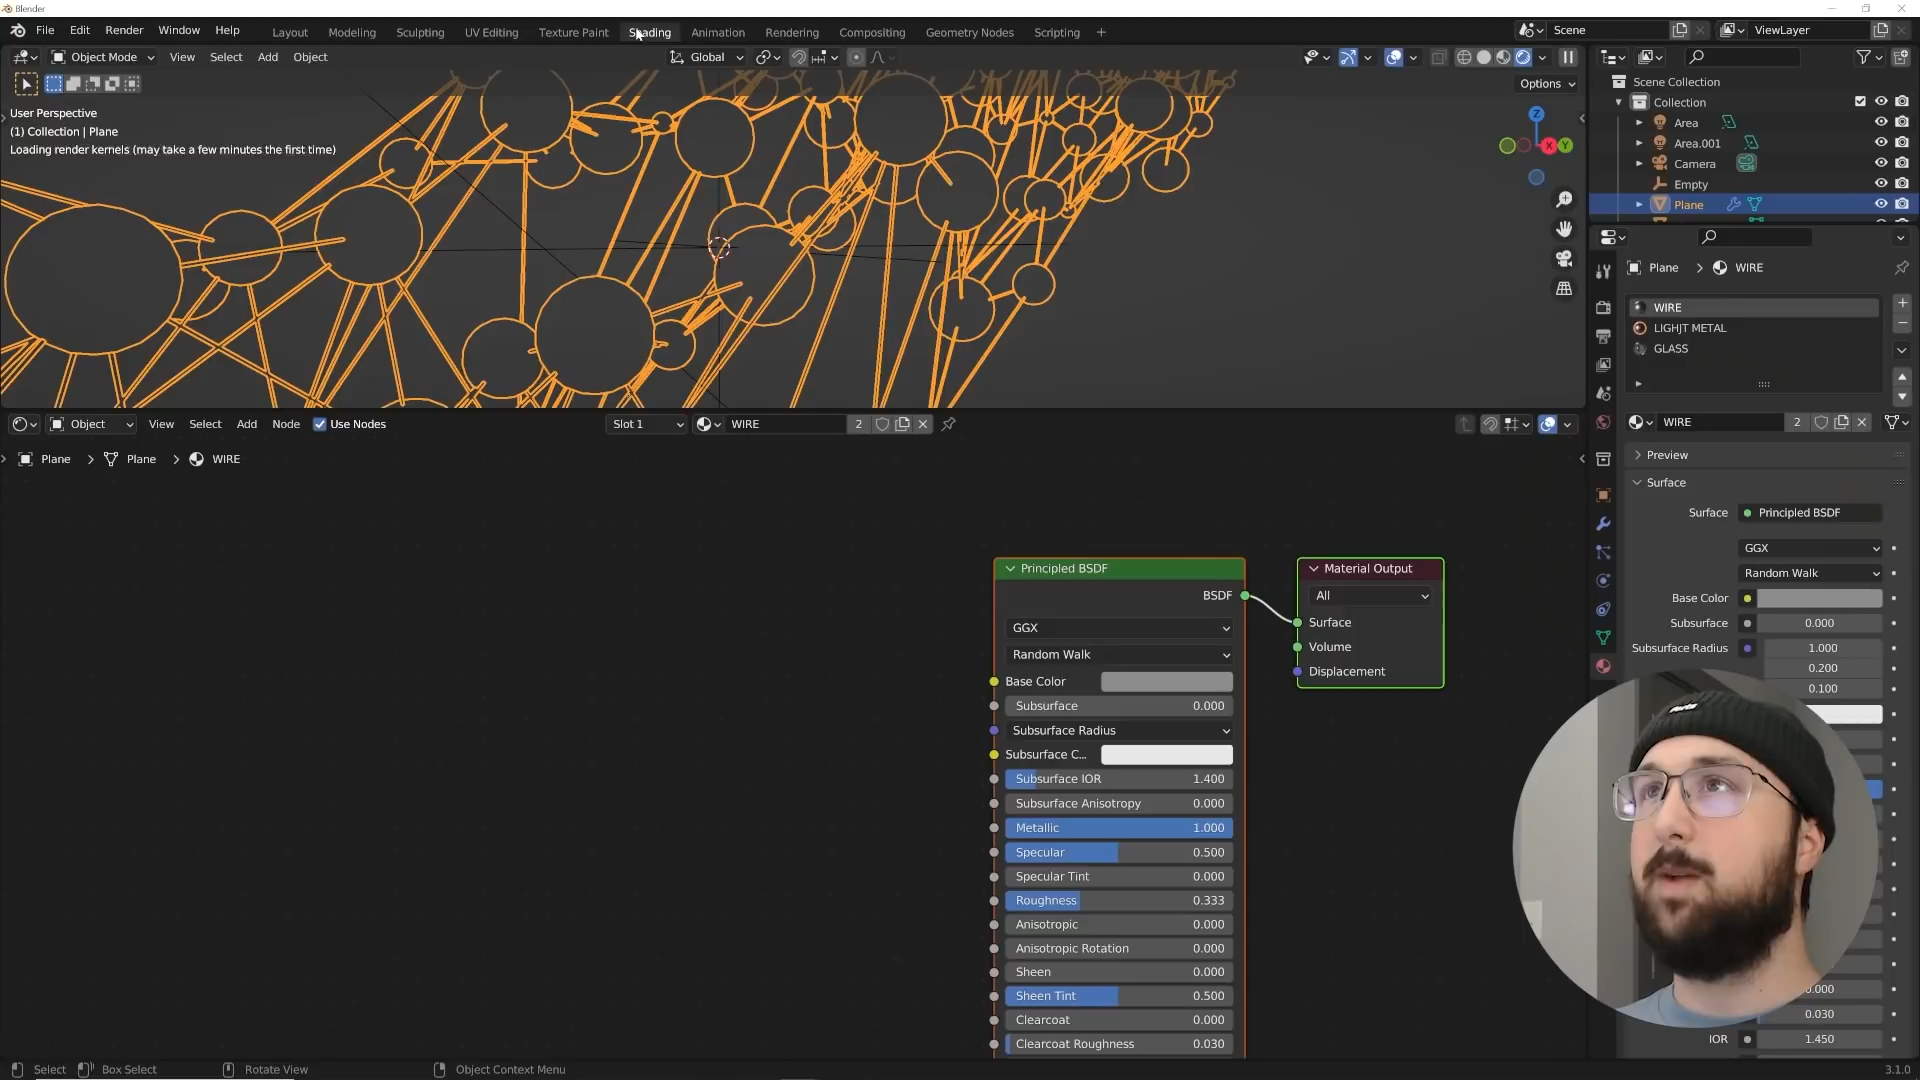 Blender
File Edit Render Window Help Layout Modeling Sculpting UV Editing Texture Paint Shading Animation Rendering Compositing Geometry Nodes Scripting + Scene ViewLayer
Object Mode View Select Add Object Global
Options
User Perspective
(1) Collection | Plane
Loading render kernels (may take a few minutes the first time)
Z
X
Y
Scene Collection
Collection
Area
Area.001
Camera
Empty
Plane
Plane > WIRE
WIRE
LIGHJT METAL
GLASS
WIRE 2
Preview
Surface
Surface Principled BSDF
GGX
Random Walk
Base Color
Subsurface 0.000
Subsurface Radius 1.000
0.200
0.100
0.000
0.030
IOR 1.450
Object View Select Add Node Use Nodes Slot 1 WIRE 2
Plane > Plane > WIRE
Principled BSDF
BSDF
GGX
Random Walk
Base Color
Subsurface 0.000
Subsurface Radius
Subsurface C...
Subsurface IOR 1.400
Subsurface Anisotropy 0.000
Metallic 1.000
Specular 0.500
Specular Tint 0.000
Roughness 0.333
Anisotropic 0.000
Anisotropic Rotation 0.000
Sheen 0.000
Sheen Tint 0.500
Clearcoat 0.000
Clearcoat Roughness 0.030
Material Output
All
Surface
Volume
Displacement
Select Box Select Rotate View Object Context Menu 3.1.0